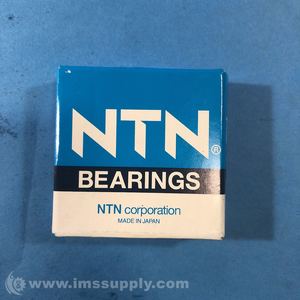 NTN®
BEARINGS
NTN corporation
MADE IN JAPAN
© www.imssupply.com